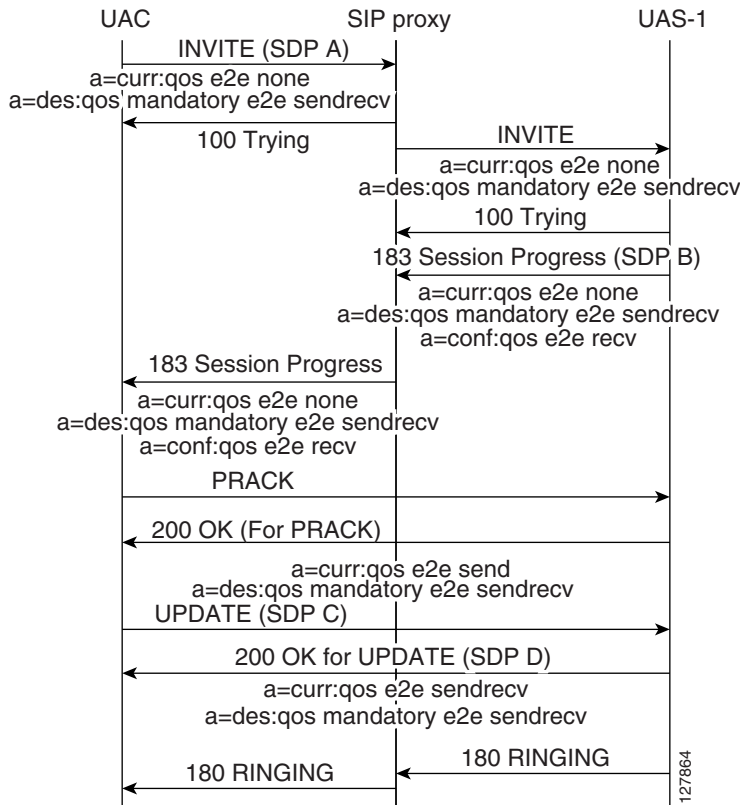 UAC
SIP proxy
UAS-1
INVITE (SDP A)
a=curr:qos e2e none
a=des:qos mandatory e2e sendrecv
100 Trying
INVITE
a=curr:qos e2e none
a=des:qos mandatory e2e sendrecv
100 Trying
183 Session Progress (SDP B)
a=curr:qos e2e none
a=des:qos mandatory e2e sendrecv
a=conf:qos e2e recv
183 Session Progress
a=curr:qos e2e none
a=des:qos mandatory e2e sendrecv
a=conf:qos e2e recv
PRACK
200 OK (For PRACK)
a=curr:qos e2e send
a=des:qos mandatory e2e sendrecv
UPDATE (SDP C)
200 OK for UPDATE (SDP D)
a=curr:qos e2e sendrecv
a=des:qos mandatory e2e sendrecv
180 RINGING
180 RINGING
127864